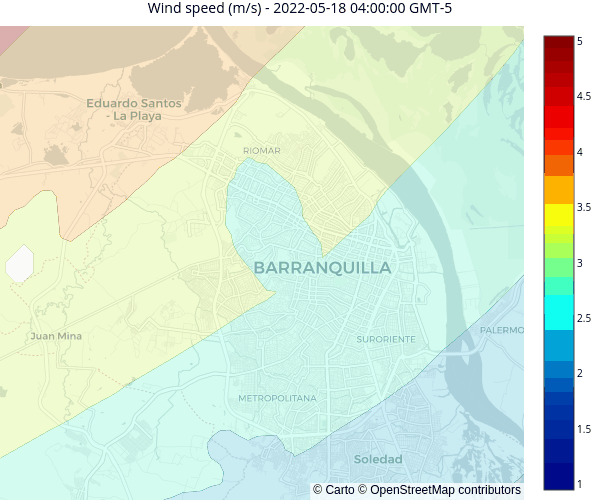 Wind speed (m/s) - 2022-05-18 04:00:00 GMT-5
Eduardo Santos
- La Playa
RIOMAR
BARRANQUILLA
Juan Mina
SURORIENTE
PALERMO
METROPOLITANA
Soledad
© Carto © OpenStreetMap contributors
5
4.5
4
3.5
3
2.5
2
1.5
1